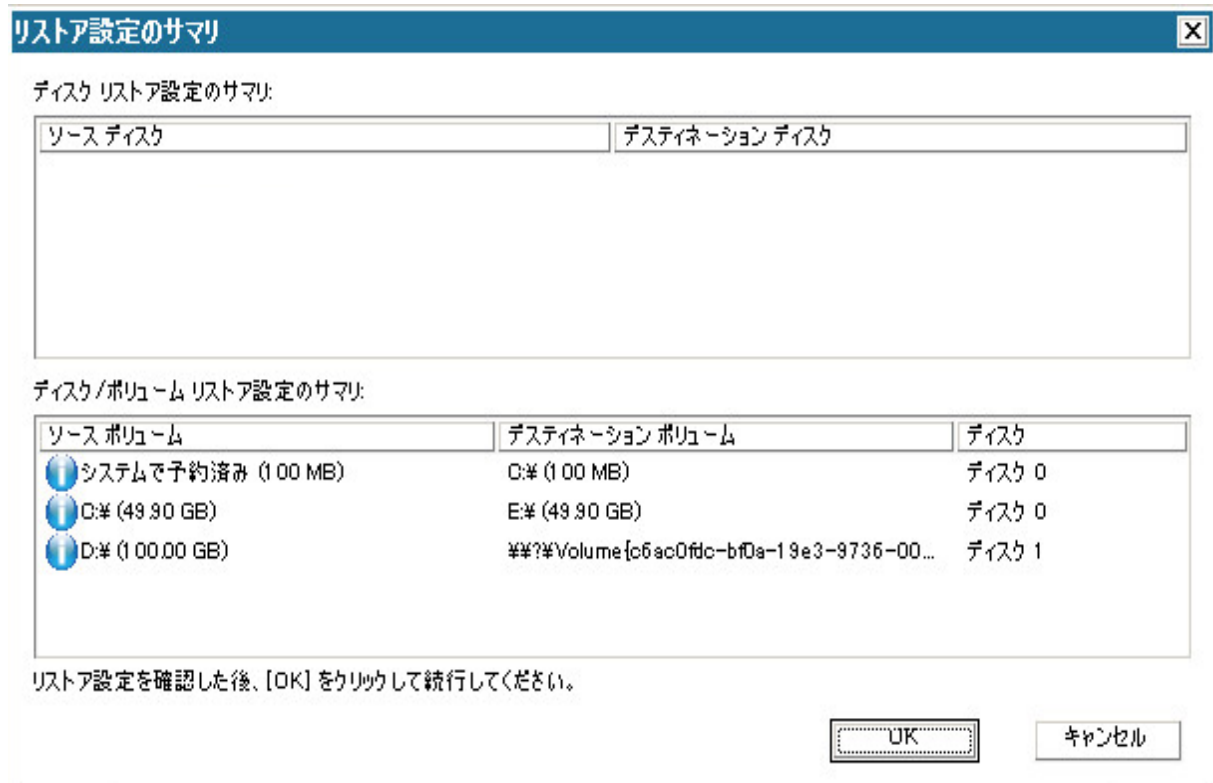 リストア設定のサマリ
ディスク リストア設定のサマリ:
ソース ディスク デスティネーション ディスク
ディスク/ボリューム リストア設定のサマリ:
ソース ボリューム デスティネーション ボリューム ディスク
システムで予約済み (100 MB) C:¥ (100 MB) ディスク 0
C:¥ (49.90 GB) E:¥ (49.90 GB) ディスク 0
D:¥ (100.00 GB) ¥¥?¥Volume{c6ac0fdc-bf0a-19e3-9736-00... ディスク 1
リストア設定を確認した後、[OK] をクリックして続行してください。
OK キャンセル